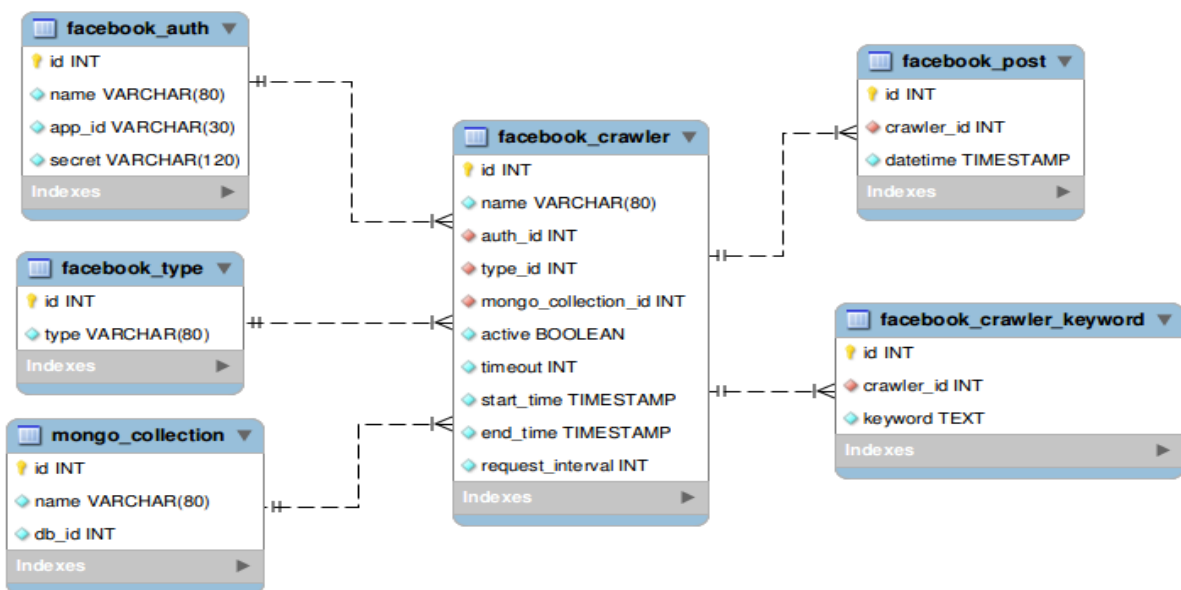 facebook_auth
id INT
name VARCHAR(80)
app_id VARCHAR(30)
secret VARCHAR(120)
Indexes
facebook_type
id INT
type VARCHAR(80)
Indexes
mongo_collection
id INT
name VARCHAR(80)
db_id INT
Indexes
facebook_crawler
id INT
name VARCHAR(80)
auth_id INT
type_id INT
mongo_collection_id INT
active BOOLEAN
timeout INT
start_time TIMESTAMP
end_time TIMESTAMP
request_interval INT
Indexes
facebook_post
id INT
crawler_id INT
datetime TIMESTAMP
Indexes
facebook_crawler_keyword
id INT
crawler_id INT
keyword TEXT
Indexes